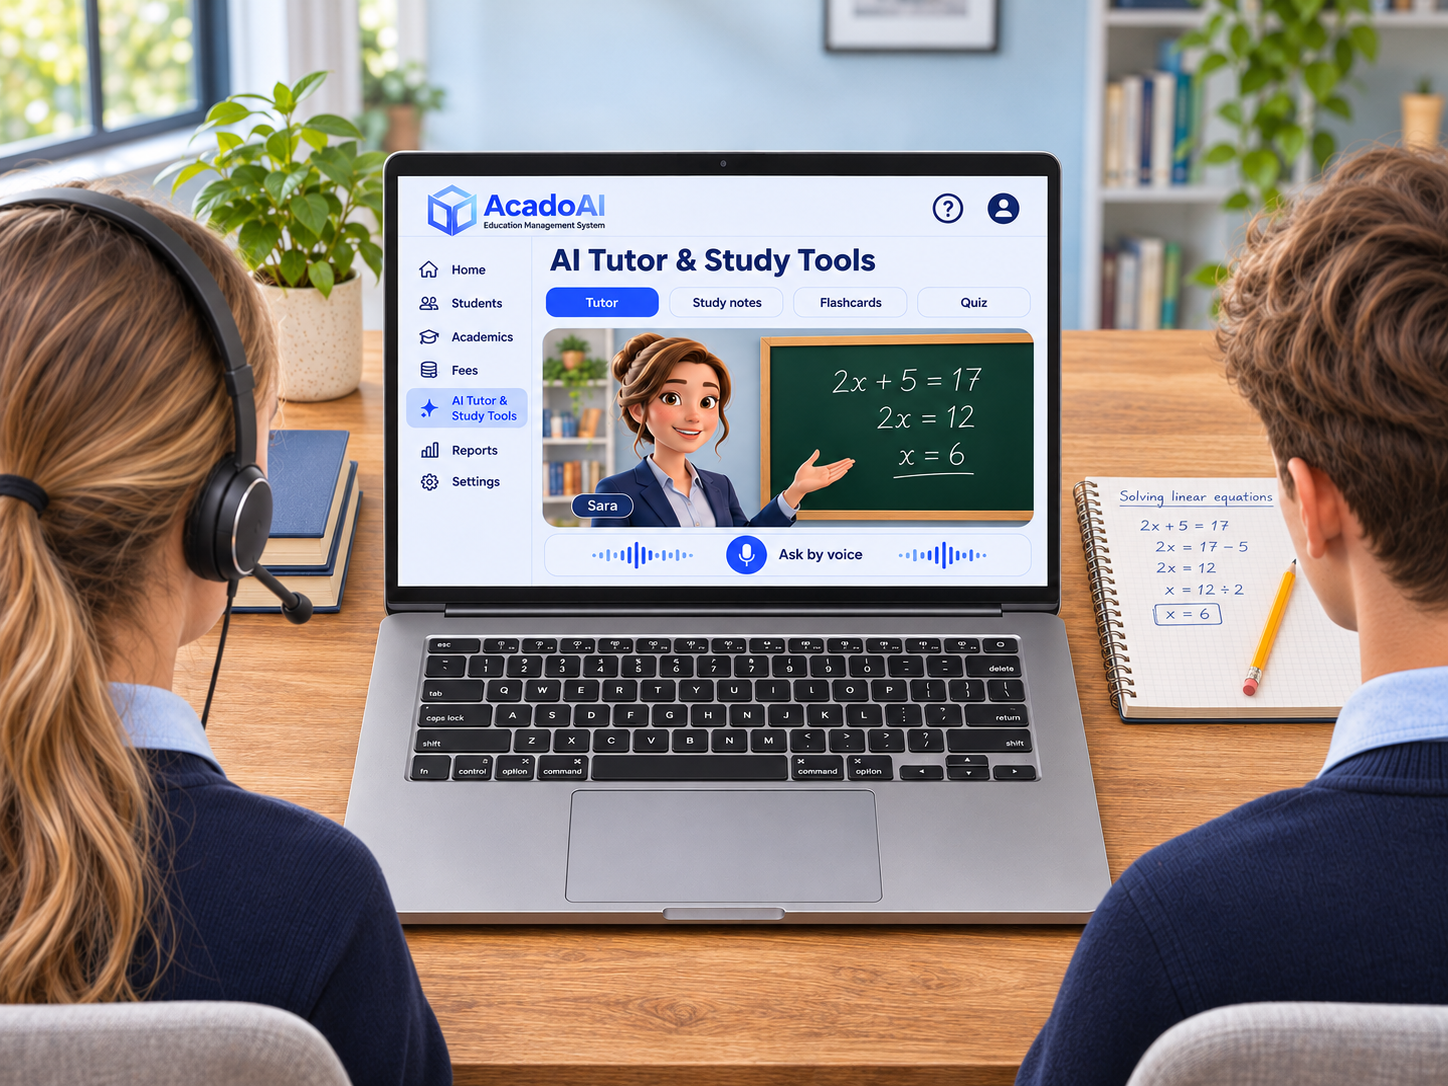 AcadoAI
Education Management System
Home
Students
Academics
Fees
AI Tutor &
Study Tools
Reports
Settings
AI Tutor & Study Tools
Tutor
Study notes
Flashcards
Quiz
2x + 5 = 17
2x = 12
x = 6
Sara
Ask by voice
Solving linear equations
2x + 5 = 17
2x = 17 - 5
2x = 12
x = 12 ÷ 2
x = 6
esc
delete
tab
Q W E R T Y U I O P
caps lock
A S D F G H N J K L
return
shift
Z X C V B N M
shift
fn
control
option
command
command
option